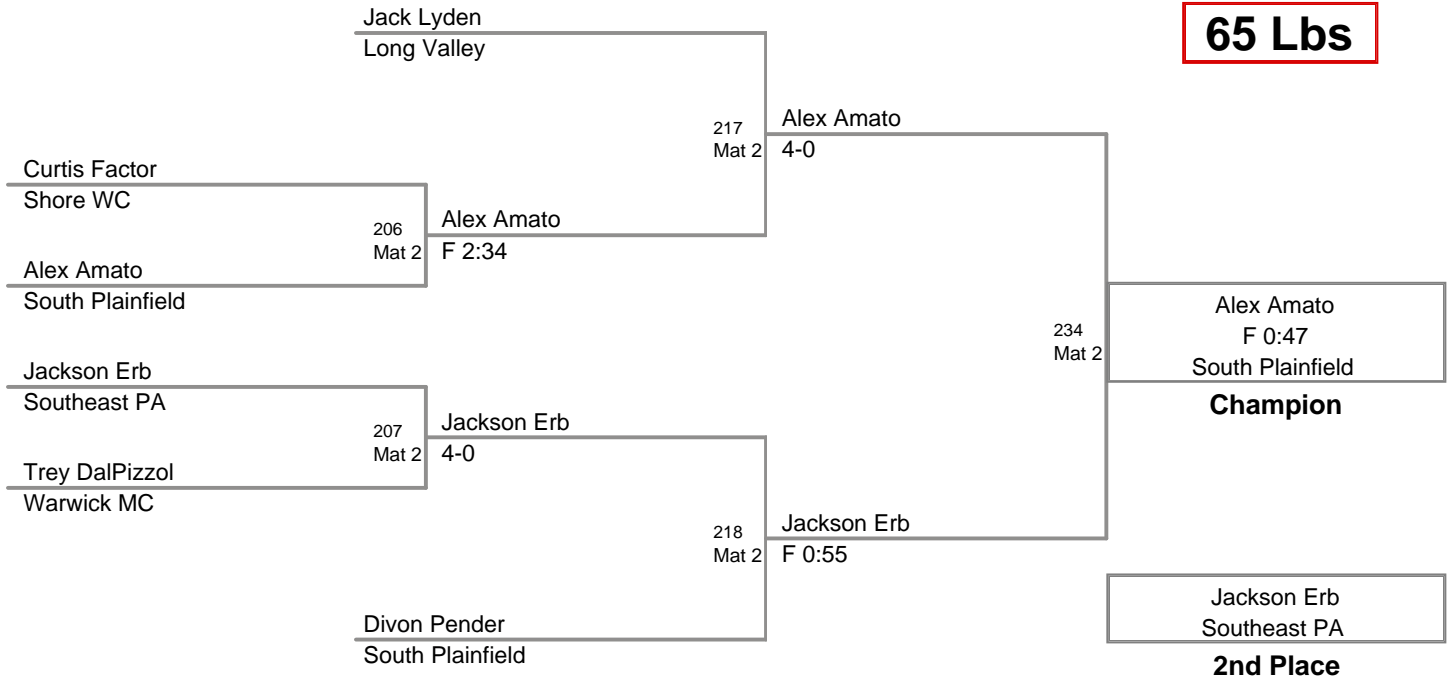 Jack Lyden
Long Valley
65 Lbs
217
Mat 2
Alex Amato
4-0
Curtis Factor
Shore WC
206
Mat 2
Alex Amato
F 2:34
Alex Amato
South Plainfield
234
Mat 2
Alex Amato
F 0:47
South Plainfield
Champion
Jackson Erb
Southeast PA
207
Mat 2
Jackson Erb
4-0
Trey DalPizzol
Warwick MC
218
Mat 2
Jackson Erb
F 0:55
Divon Pender
South Plainfield
Jackson Erb
Southeast PA
2nd Place